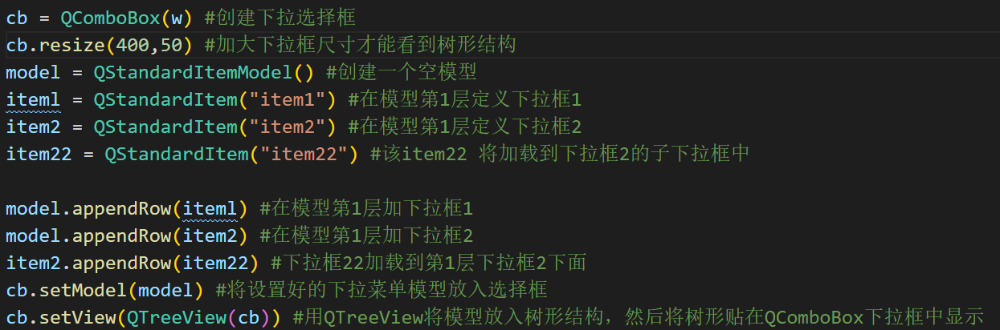 cb = QComboBox(w) #创建下拉选择框
cb.resize(400,50) #加大下拉框尺寸才能看到树形结构
model = QStandardItemModel() #创建一个空模型
iteml = QStandardItem("item1") #在模型第1层定义下拉框1
item2 = QStandardItem("item2") #在模型第1层定义下拉框2
item22 = QStandardItem("item22") #该item22 将加载到下拉框2的子下拉框中
model.appendRow(iteml) #在模型第1层加下拉框1
model.appendRow(item2) #在模型第1层加下拉框2
item2.appendRow(item22) #下拉框22加载到第1层下拉框2下面
cb.setModel(model) #将设置好的下拉菜单模型放入选择框
cb.setView(QTreeView(cb)) #用QTreeView将模型放入树形结构，然后将树形贴在QComboBox下拉框中显示